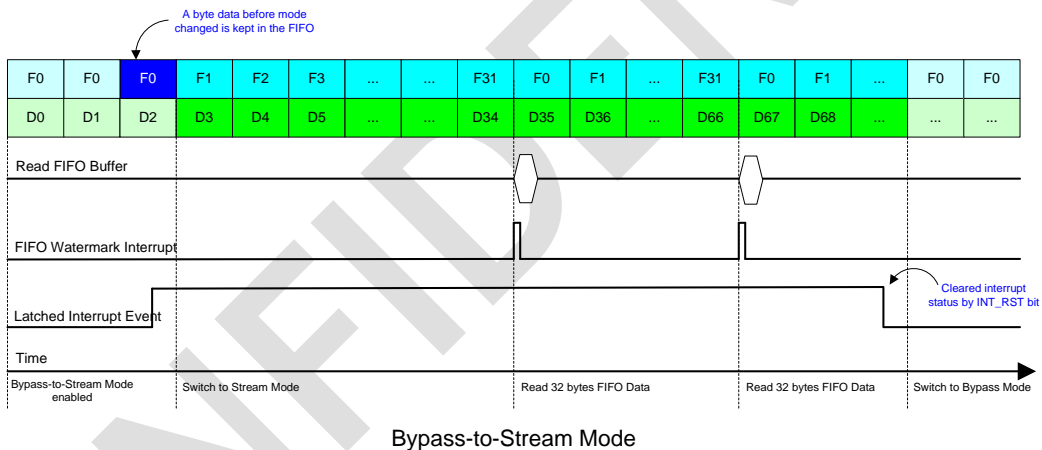 A byte data before mode
changed is kept in the FIFO
F0 F0 F0 F1 F2 F3 ... ... F31 F0 F1 ... F31 F0 F1 ... F0 F0
D0 D1 D2 D3 D4 D5 ... ... D34 D35 D36 ... D66 D67 D68 ... ... ...
Read FIFO Buffer
FIFO Watermark Interrupt
Cleared interrupt
status by INT_RST bit
Latched Interrupt Event
Time
Bypass-to-Stream Mode
enabled
Switch to Stream Mode
Read 32 bytes FIFO Data
Read 32 bytes FIFO Data
Switch to Bypass Mode
Bypass-to-Stream Mode